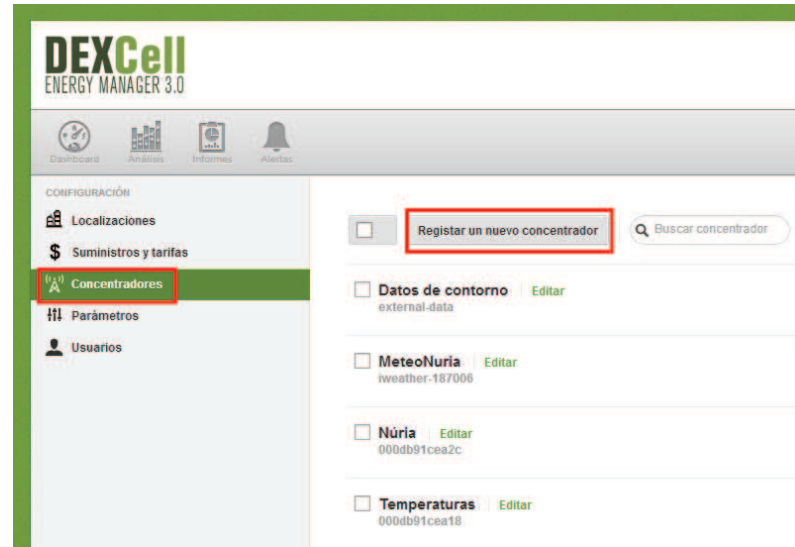 DEXCell
ENERGY MANAGER 3.0
Dashboard Análisis Informes Alertas
CONFIGURACIÓN
Localizaciones
$ Suministros y tarifas
Concentradores
Parámetros
Usuarios
Registar un nuevo concentrador
Buscar concentrador
Datos de contorno Editar
external-data
MeteoNuria Editar
iweather-187006
Núria Editar
000db91cea2c
Temperaturas Editar
000db91cea18